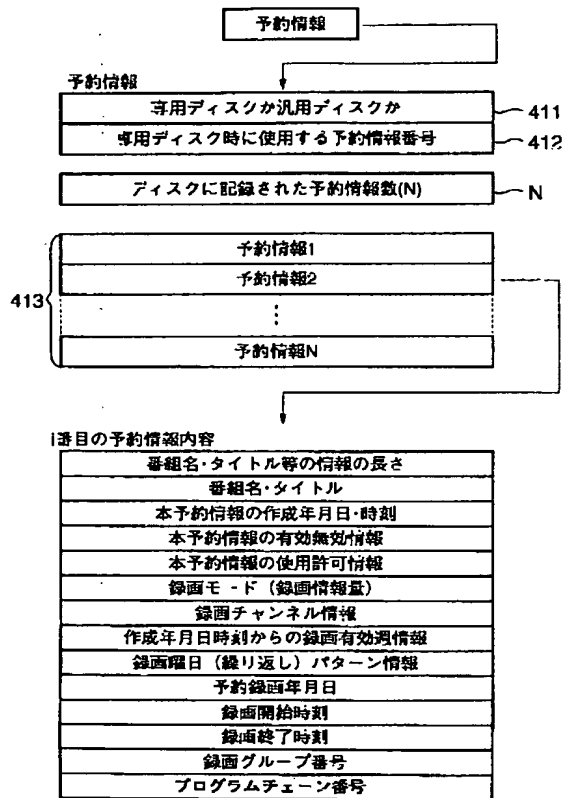 予約情報
予約情報
専用ディスクか汎用ディスクか
411
専用ディスク時に使用する予約情報番号
412
ディスクに記録された予約情報数(N)
N
予約情報1
予約情報2
413
⋮
予約情報N
i番目の予約情報内容
番組名・タイトル等の情報の長さ
番組名・タイトル
本予約情報の作成年月日・時刻
本予約情報の有効無効情報
本予約情報の使用許可情報
録画モ-ド（録画情報量）
録画チャンネル情報
作成年月日時刻からの録画有効週情報
録画曜日（繰り返し）パターン情報
予約録画年月日
録画開始時刻
録画終了時刻
録画グループ番号
プログラムチェーン番号